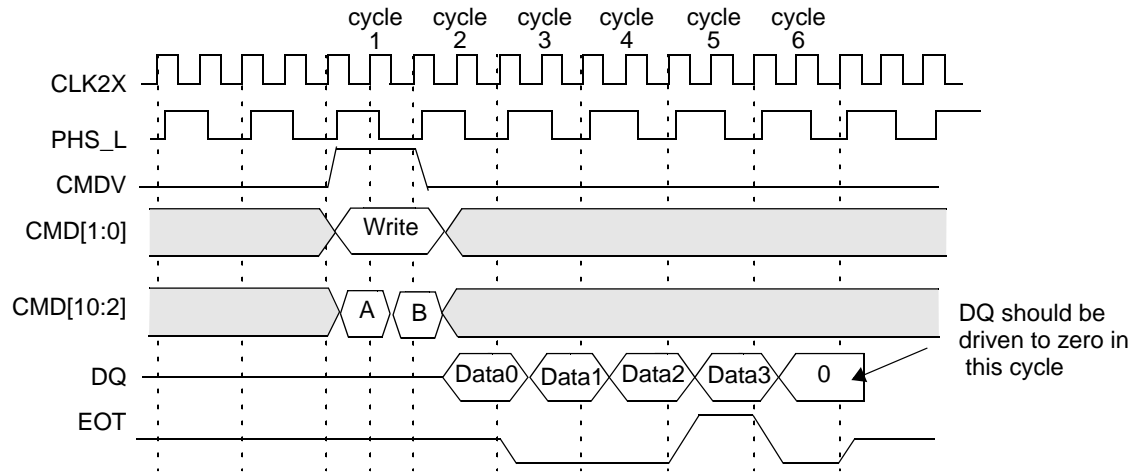 cycle cycle cycle cycle cycle cycle
1 2 3 4 5 6
CLK2X
PHS_L
CMDV
CMD[1:0] Write
CMD[10:2] A B
DQ Data0 Data1 Data2 Data3 0
DQ should be
driven to zero in
this cycle
EOT